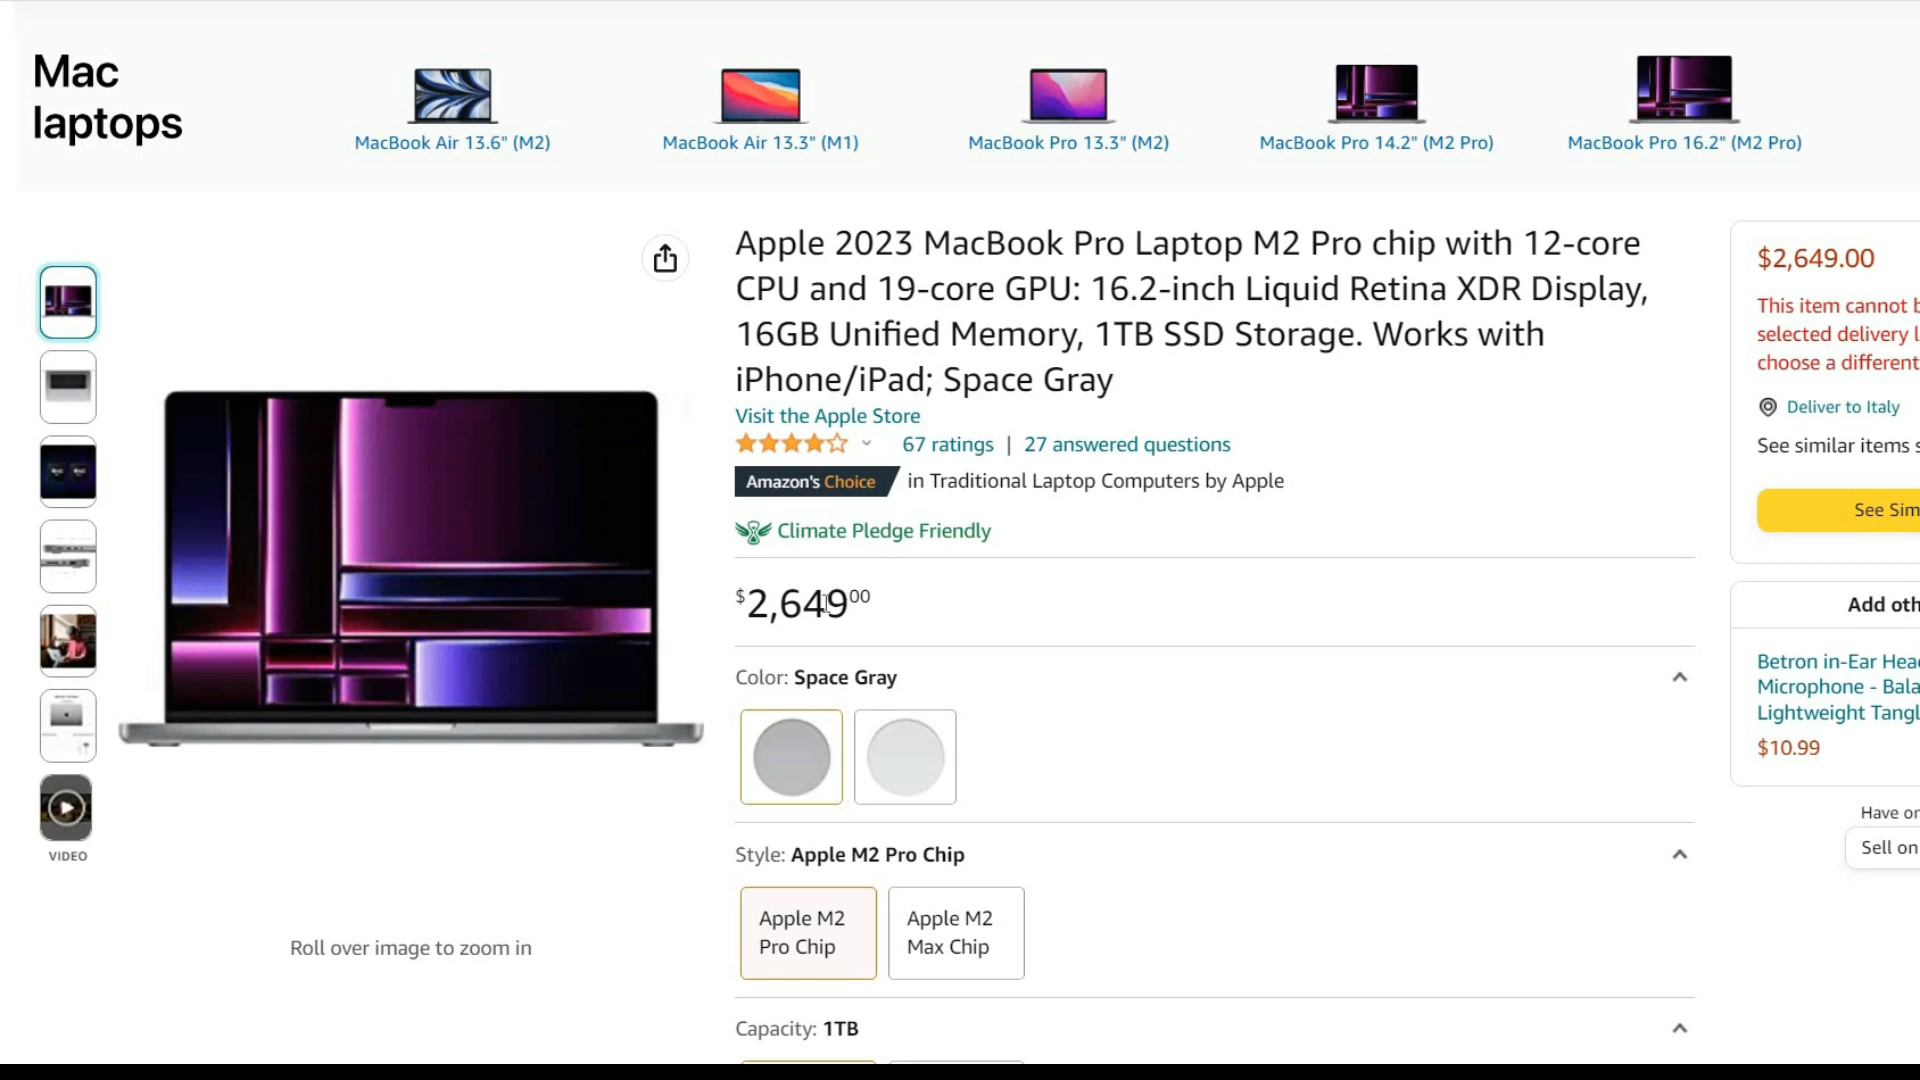 Mac
laptops
MacBook Air 13.6" (M2)
MacBook Air 13.3" (M1)
MacBook Pro 13.3" (M2)
MacBook Pro 14.2" (M2 Pro)
MacBook Pro 16.2" (M2 Pro)
Apple 2023 MacBook Pro Laptop M2 Pro chip with 12-core
CPU and 19-core GPU: 16.2-inch Liquid Retina XDR Display,
16GB Unified Memory, 1TB SSD Storage. Works with
iPhone/iPad; Space Gray
Visit the Apple Store
67 ratings | 27 answered questions
Amazon's Choice in Traditional Laptop Computers by Apple
Climate Pledge Friendly
$2,64900
Color: Space Gray
Style: Apple M2 Pro Chip
Apple M2
Pro Chip
Apple M2
Max Chip
Capacity: 1TB
VIDEO
Roll over image to zoom in
$2,649.00
This item cannot b
selected delivery l
choose a different
Deliver to Italy
See similar items s
See Sim
Add oth
Betron in-Ear Hea
Microphone - Bala
Lightweight Tangl
$10.99
Have or
Sell on